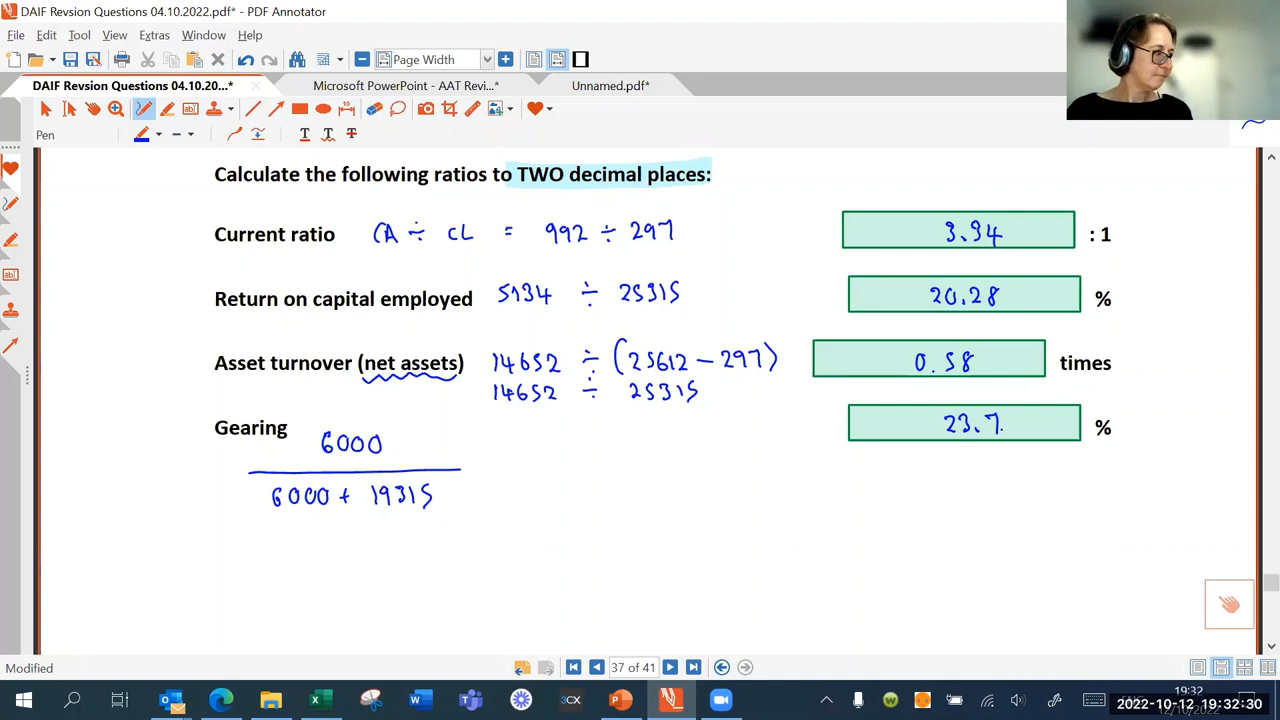 DAIF Revsion Questions 04.10.2022.pdf* - PDF Annotator
File Edit Tool View Extras Window Help
Page Width
DAIF Revsion Questions 04.10.20...* Microsoft PowerPoint - AAT Revi...* Unnamed.pdf*
Pen
Calculate the following ratios to TWO decimal places:
Current ratio CA ÷ CL = 992 ÷ 297 3.34 : 1
Return on capital employed 5134 ÷ 25315 20.28 %
Asset turnover (net assets) 14652 ÷ (25612 - 297) 0.58 times
14652 ÷ 25315
Gearing 23.7 %
6000
6000 + 19315
Modified 37 of 41
19:32
2022-10-12 19:32:30